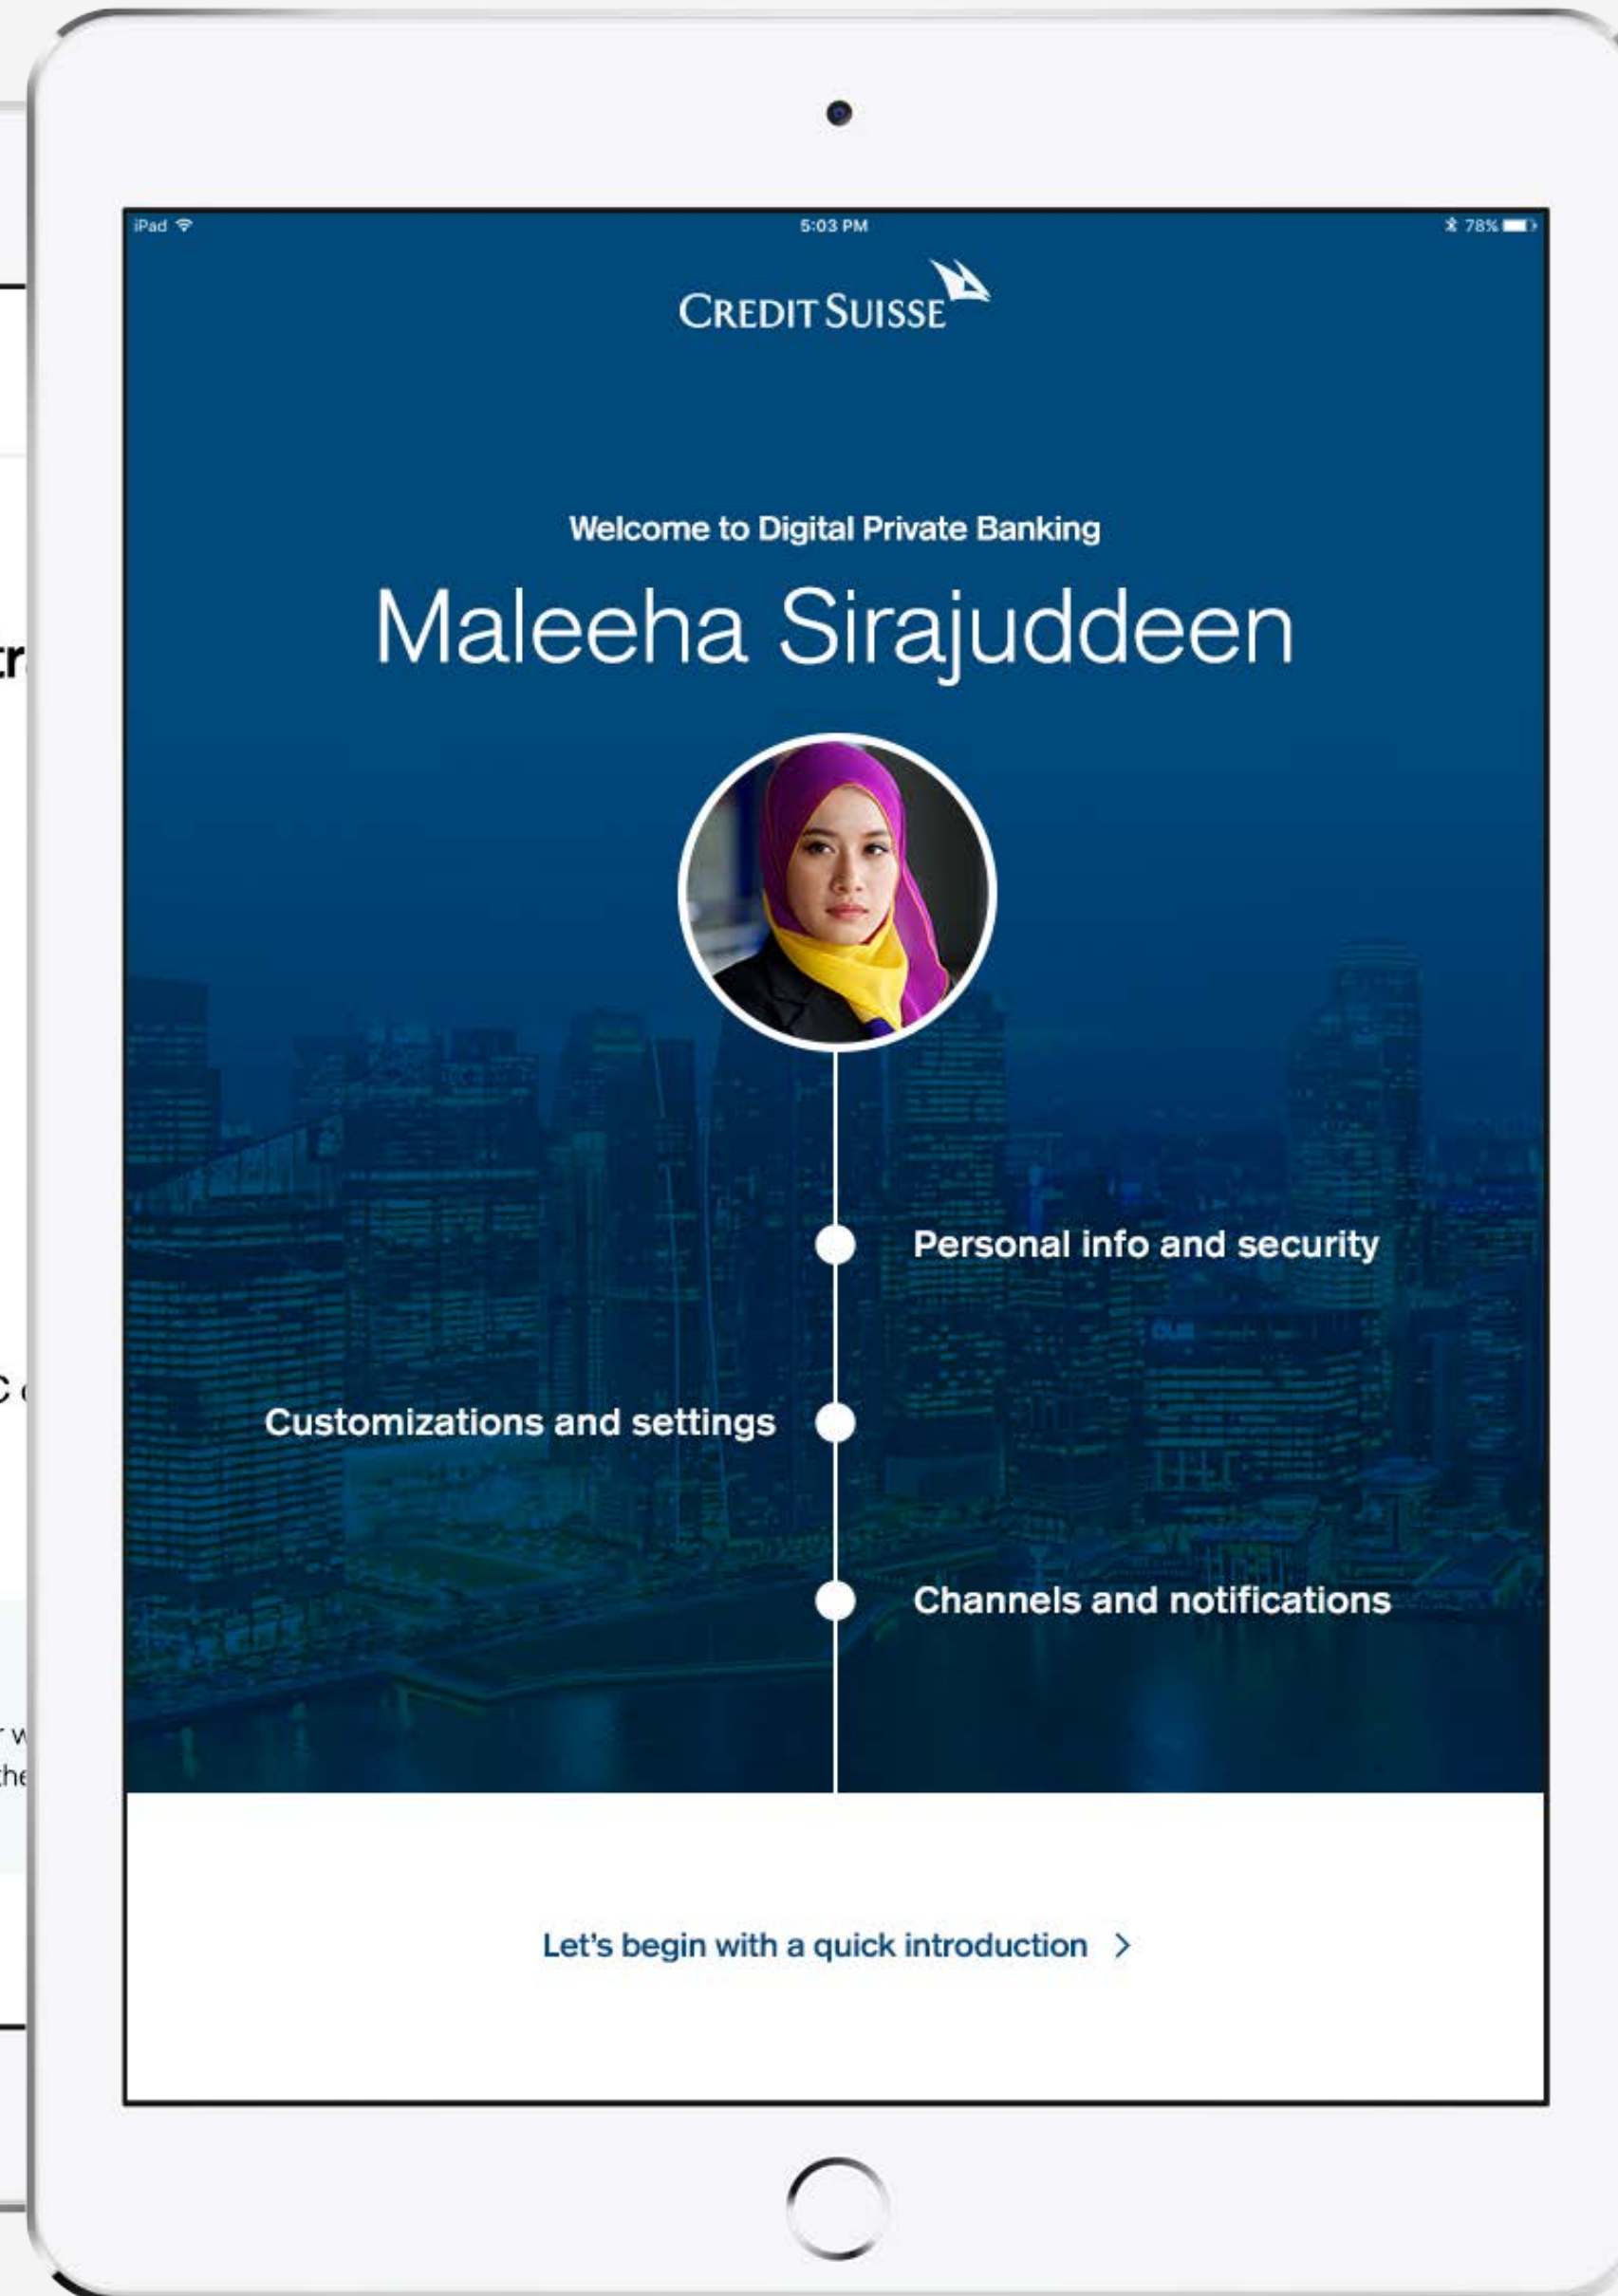 iPad
5:03 PM
78%
CREDIT SUISSE
Welcome to Digital Private Banking
Maleeha Sirajuddeen
Personal info and security
Customizations and settings
Channels and notifications
Let's begin with a quick introduction >